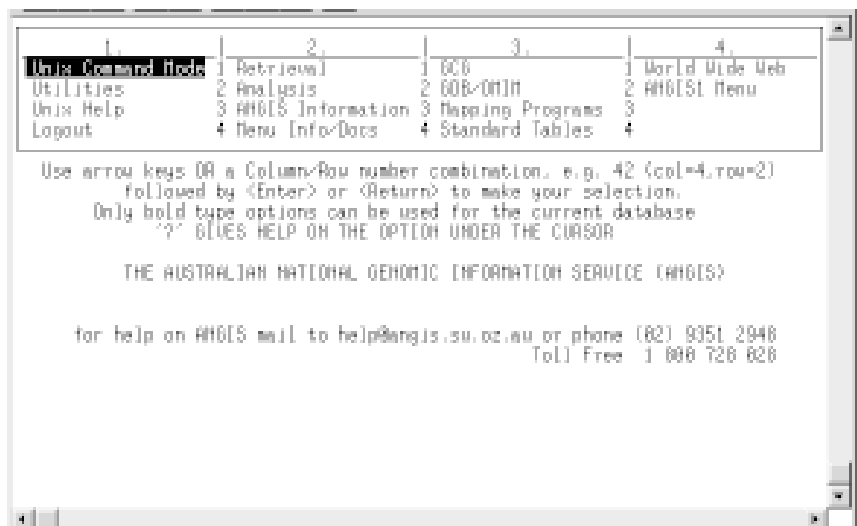 1. 2. 3. 4.
Unix Command Mode 1 Retrieval 1 GCG 1 World Wide Web
Utilities 2 Analysis 2 GDB/OMIM 2 ANGIS1 Menu
Unix Help 3 ANGIS Information 3 Mapping Programs 3
Logout 4 Menu Info/Docs 4 Standard Tables 4
Use arrow keys OR a Column/Row number combination, e.g. 42 (col=4,row=2)
followed by <Enter> or <Return> to make your selection.
Only bold type options can be used for the current database
'?' GIVES HELP ON THE OPTION UNDER THE CURSOR
THE AUSTRALIAN NATIONAL GENOMIC INFORMATION SERVICE (ANGIS)
for help on ANGIS mail to help@angis.su.oz.au or phone (02) 9351 2948
Toll Free 1 800 728 028